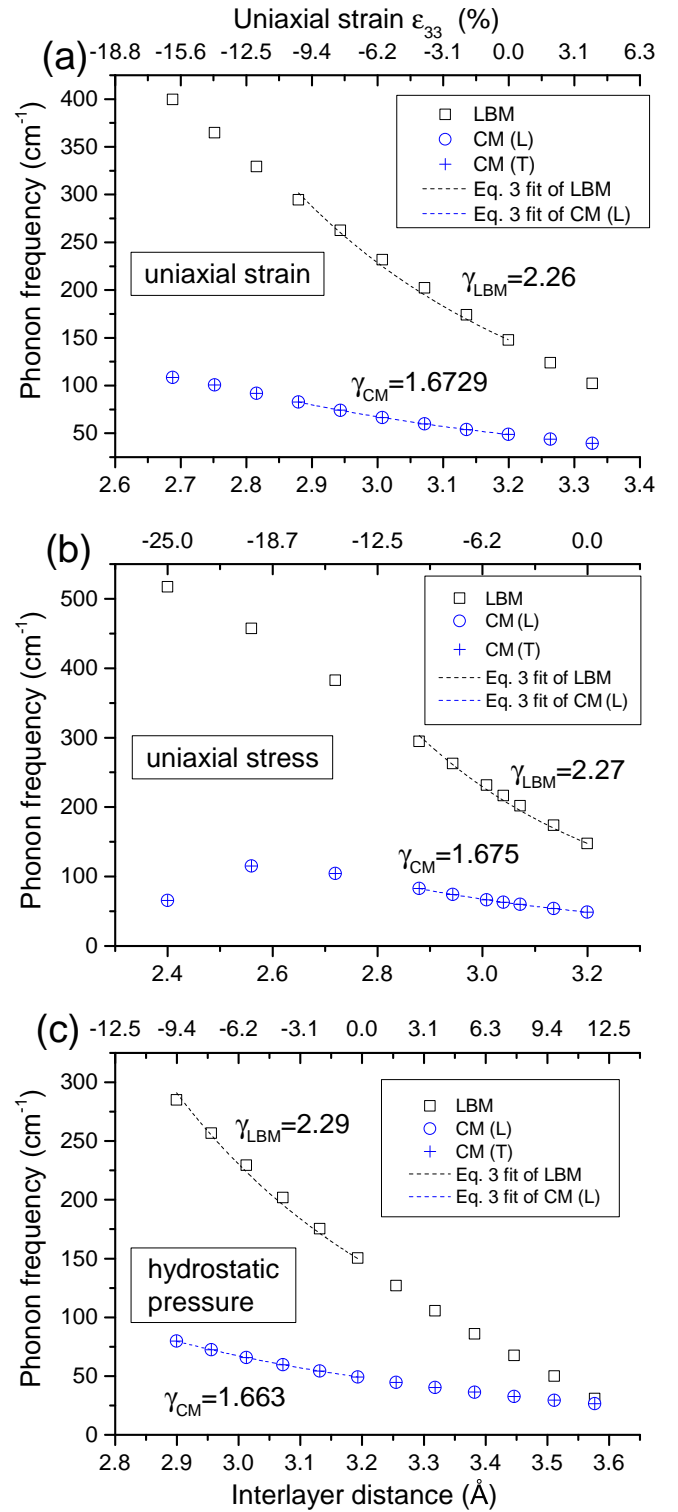 Uniaxial strain ε33 (%)
-18.8 -15.6 -12.5 -9.4 -6.2 -3.1 0.0 3.1 6.3
(a)
400
350
300
250
200
150
100
50
Phonon frequency (cm-1)
LBM
CM (L)
CM (T)
Eq. 3 fit of LBM
Eq. 3 fit of CM (L)
uniaxial strain
γLBM=2.26
γCM=1.6729
2.6 2.7 2.8 2.9 3.0 3.1 3.2 3.3 3.4
(b)
-25.0 -18.7 -12.5 -6.2 0.0
500
400
300
200
100
0
Phonon frequency (cm-1)
LBM
CM (L)
CM (T)
Eq. 3 fit of LBM
Eq. 3 fit of CM (L)
uniaxial stress
γLBM=2.27
γCM=1.675
2.4 2.6 2.8 3.0 3.2
(c)
-12.5 -9.4 -6.2 -3.1 0.0 3.1 6.3 9.4 12.5
300
250
200
150
100
50
0
Phonon frequency (cm-1)
LBM
CM (L)
CM (T)
Eq. 3 fit of LBM
Eq. 3 fit of CM (L)
γLBM=2.29
hydrostatic
pressure
γCM=1.663
2.8 2.9 3.0 3.1 3.2 3.3 3.4 3.5 3.6
Interlayer distance (Å)